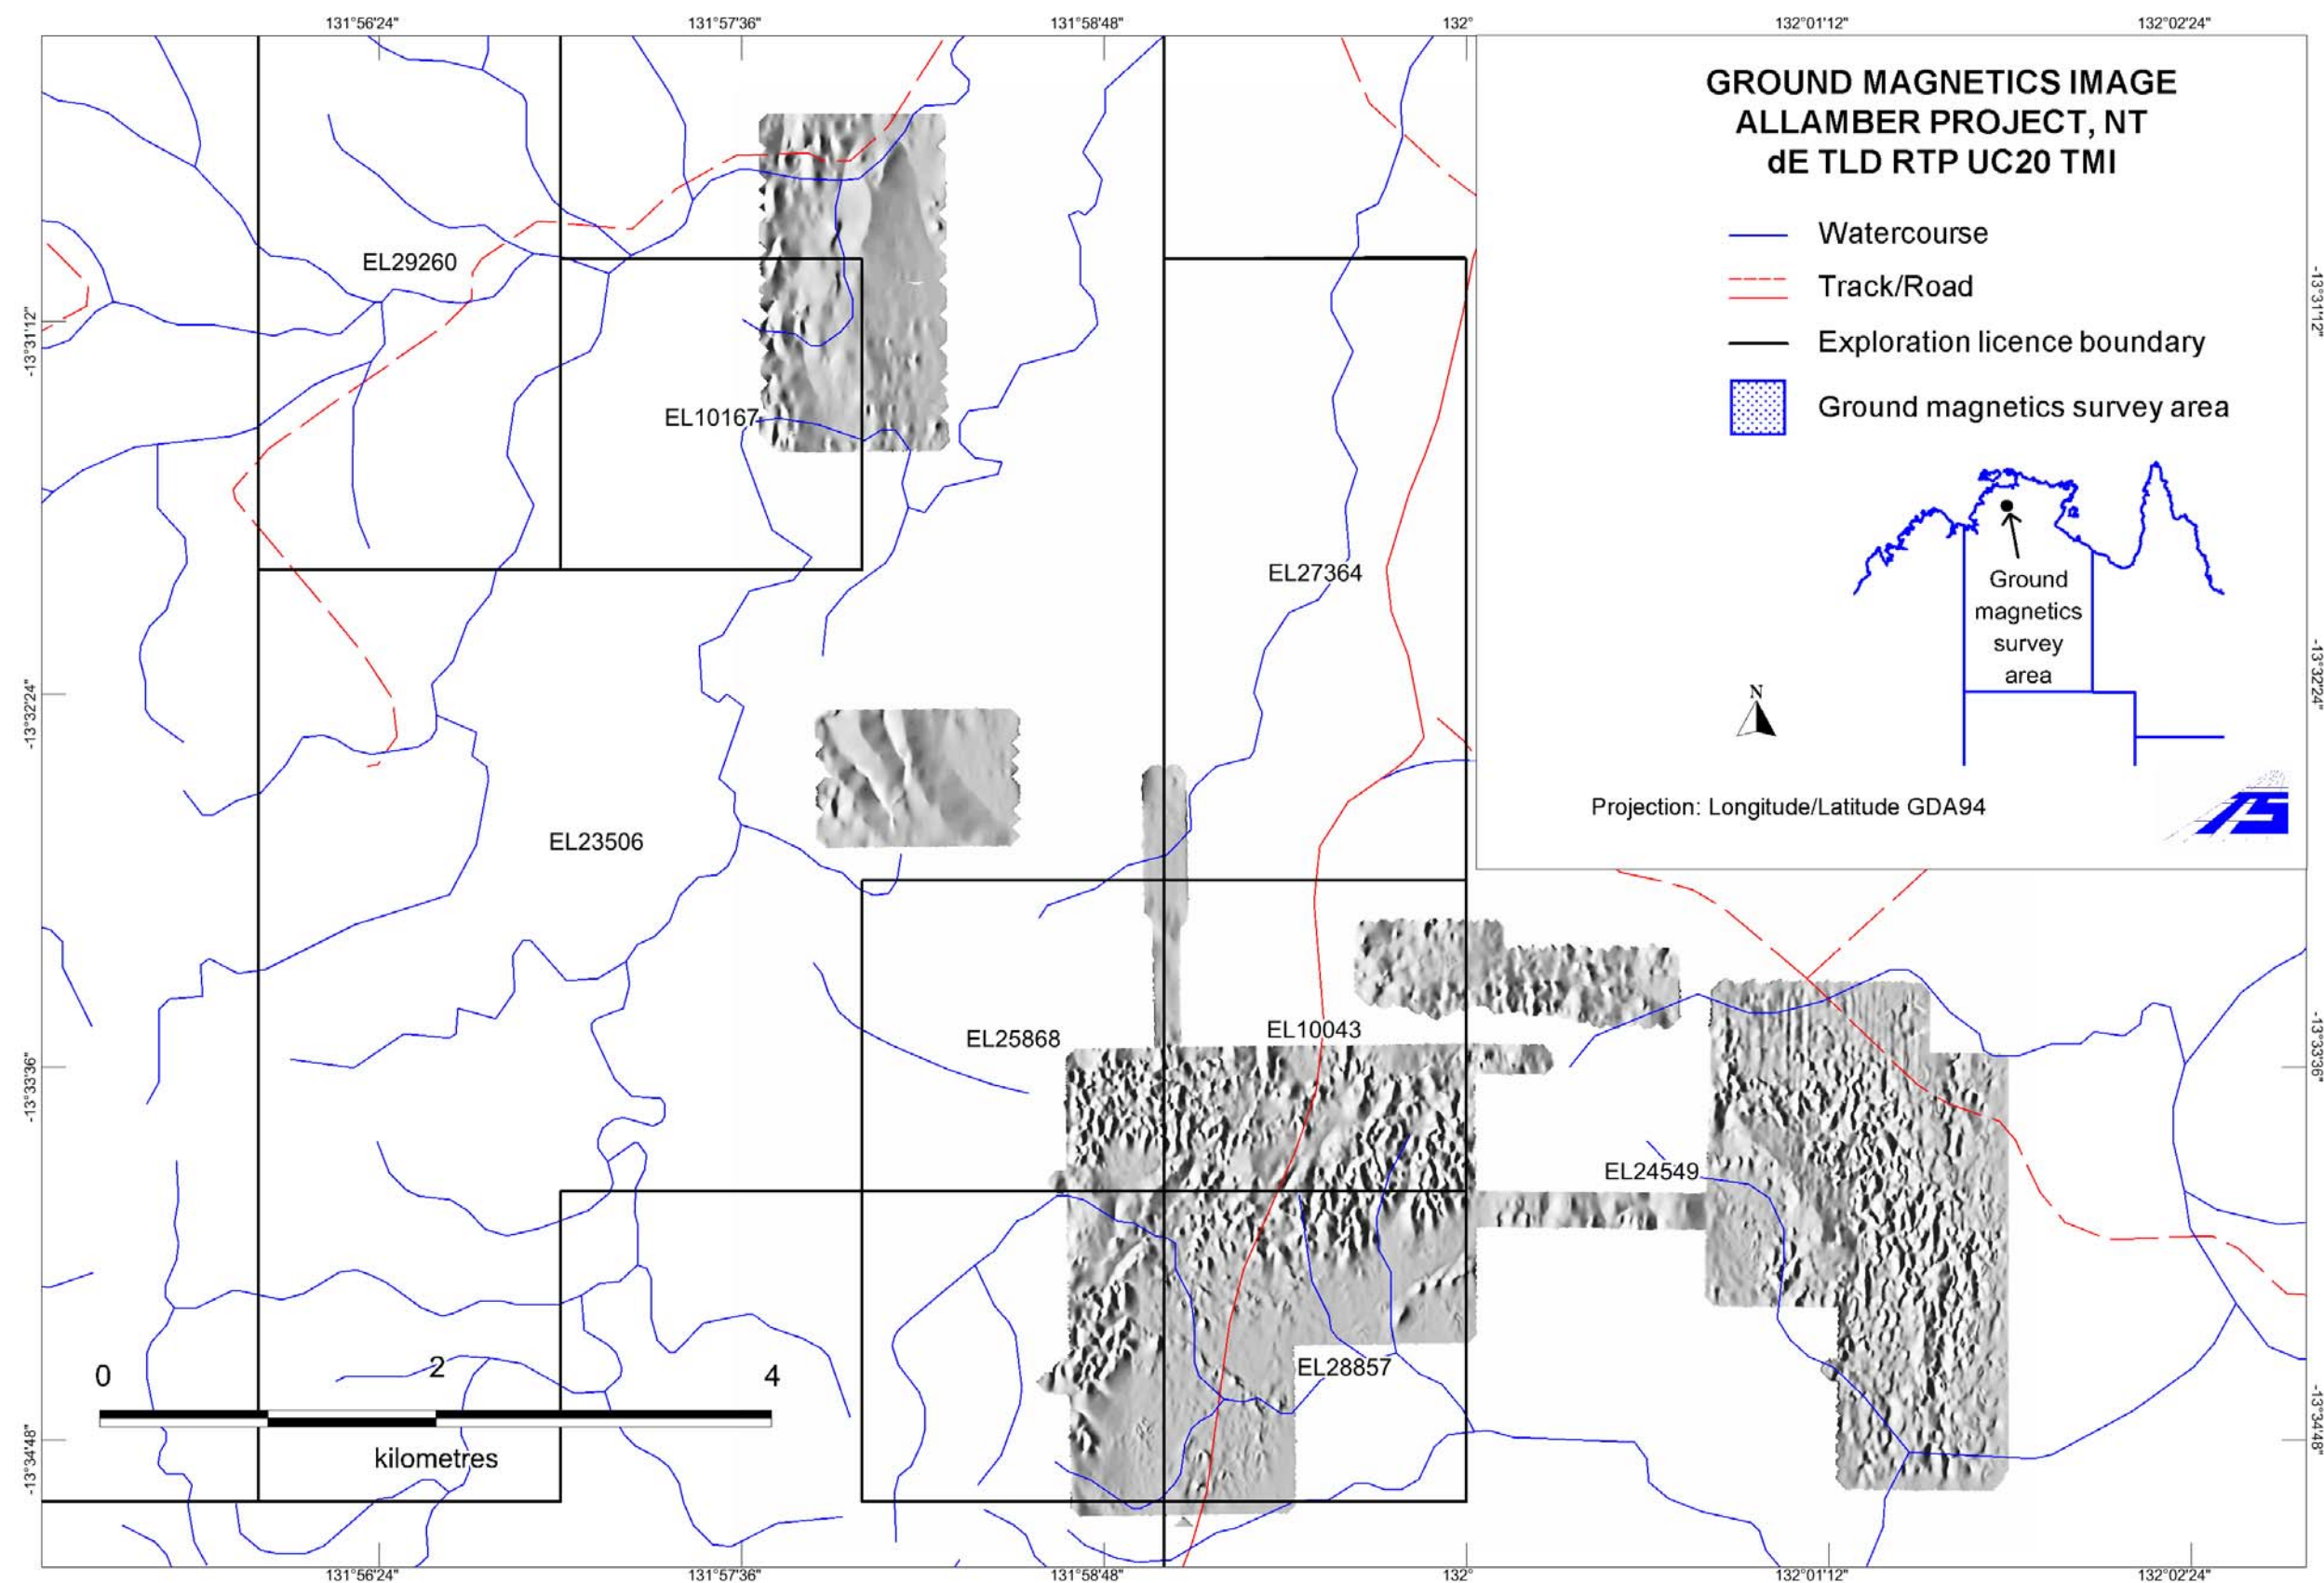 131°56'24"
131°57'36"
131°58'48"
132°
132°01'12"
132°02'24"
GROUND MAGNETICS IMAGE
ALLAMBER PROJECT, NT
dE TLD RTP UC20 TMI
Watercourse
Track/Road
Exploration licence boundary
Ground magnetics survey area
Ground
magnetics
survey
area
N
Projection: Longitude/Latitude GDA94
EL29260
-13°31'12"
-13°31'12"
EL10167
EL27364
-13°32'24"
-13°32'24"
EL23506
EL10043
EL25868
-13°33'36"
-13°33'36"
EL24549
EL28857
0
2
4
kilometres
-13°34'48"
-13°34'48"
131°56'24"
131°57'36"
131°58'48"
132°
132°01'12"
132°02'24"